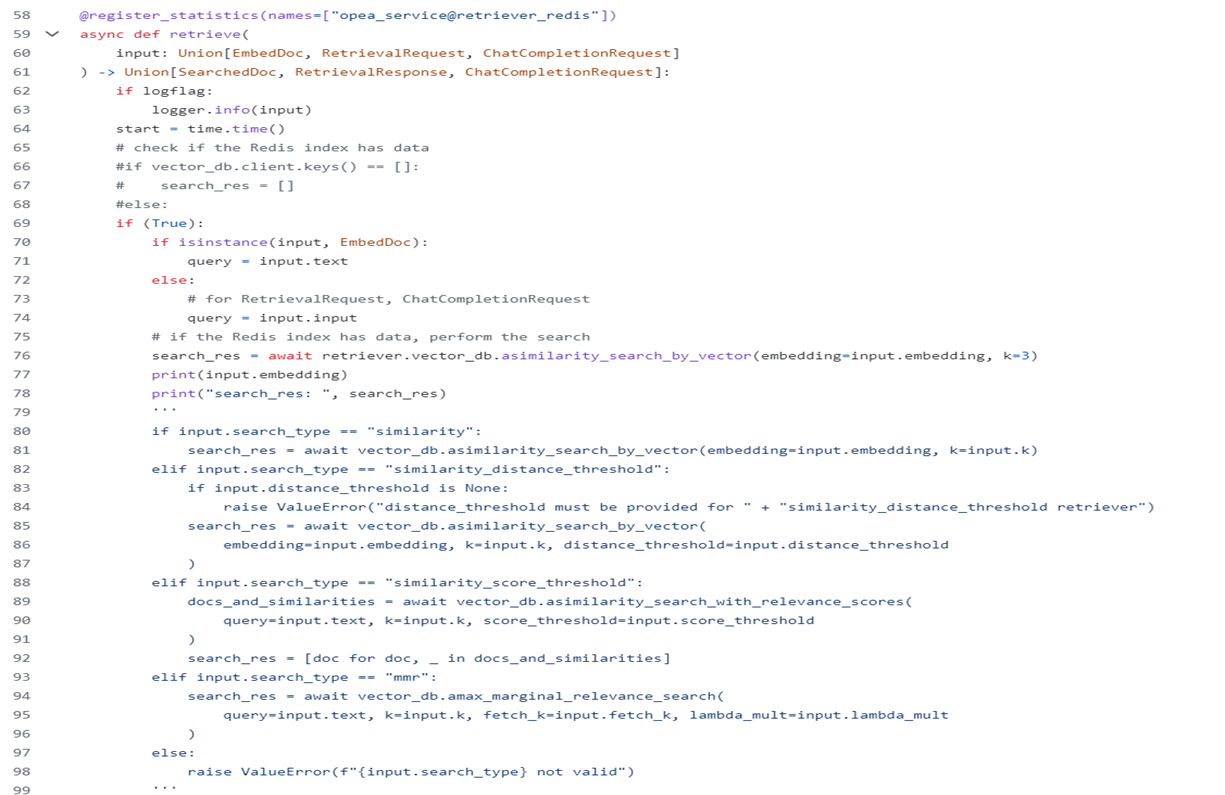 58 @register_statistics(names=["opea_service@retriever_redis"])
59 async def retrieve(
60 input: Union[EmbedDoc, RetrievalRequest, ChatCompletionRequest]
61 ) -> Union[SearchedDoc, RetrievalResponse, ChatCompletionRequest]:
62 if logflag:
63 logger.info(input)
64 start = time.time()
65 # check if the Redis index has data
66 #if vector_db.client.keys() == []:
67 #    search_res = []
68 #else:
69 if (True):
70 if isinstance(input, EmbedDoc):
71 query = input.text
72 else:
73 # for RetrievalRequest, ChatCompletionRequest
74 query = input.input
75 # if the Redis index has data, perform the search
76 search_res = await retriever.vector_db.asimilarity_search_by_vector(embedding=input.embedding, k=3)
77 print(input.embedding)
78 print("search_res: ", search_res)
79 '''
80 if input.search_type == "similarity":
81 search_res = await vector_db.asimilarity_search_by_vector(embedding=input.embedding, k=input.k)
82 elif input.search_type == "similarity_distance_threshold":
83 if input.distance_threshold is None:
84 raise ValueError("distance_threshold must be provided for " + "similarity_distance_threshold retriever")
85 search_res = await vector_db.asimilarity_search_by_vector(
86 embedding=input.embedding, k=input.k, distance_threshold=input.distance_threshold
87 )
88 elif input.search_type == "similarity_score_threshold":
89 docs_and_similarities = await vector_db.asimilarity_search_with_relevance_scores(
90 query=input.text, k=input.k, score_threshold=input.score_threshold
91 )
92 search_res = [doc for doc, _ in docs_and_similarities]
93 elif input.search_type == "mmr":
94 search_res = await vector_db.amax_marginal_relevance_search(
95 query=input.text, k=input.k, fetch_k=input.fetch_k, lambda_mult=input.lambda_mult
96 )
97 else:
98 raise ValueError(f"{input.search_type} not valid")
99 '''